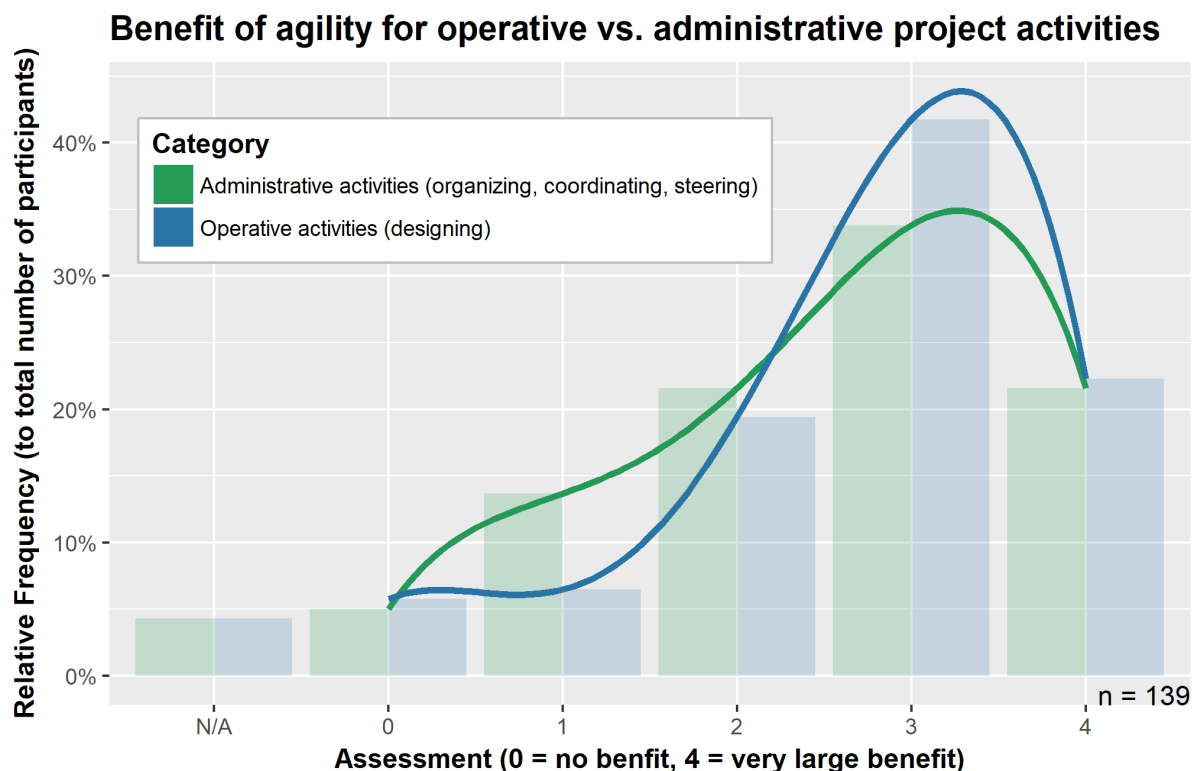 Benefit of agility for operative vs. administrative project activities
Relative Frequency (to total number of participants)
40%
30%
20%
10%
0%
Category
Administrative activities (organizing, coordinating, steering)
Operative activities (designing)
n = 139
N/A 0 1 2 3 4
Assessment (0 = no benfit, 4 = very large benefit)